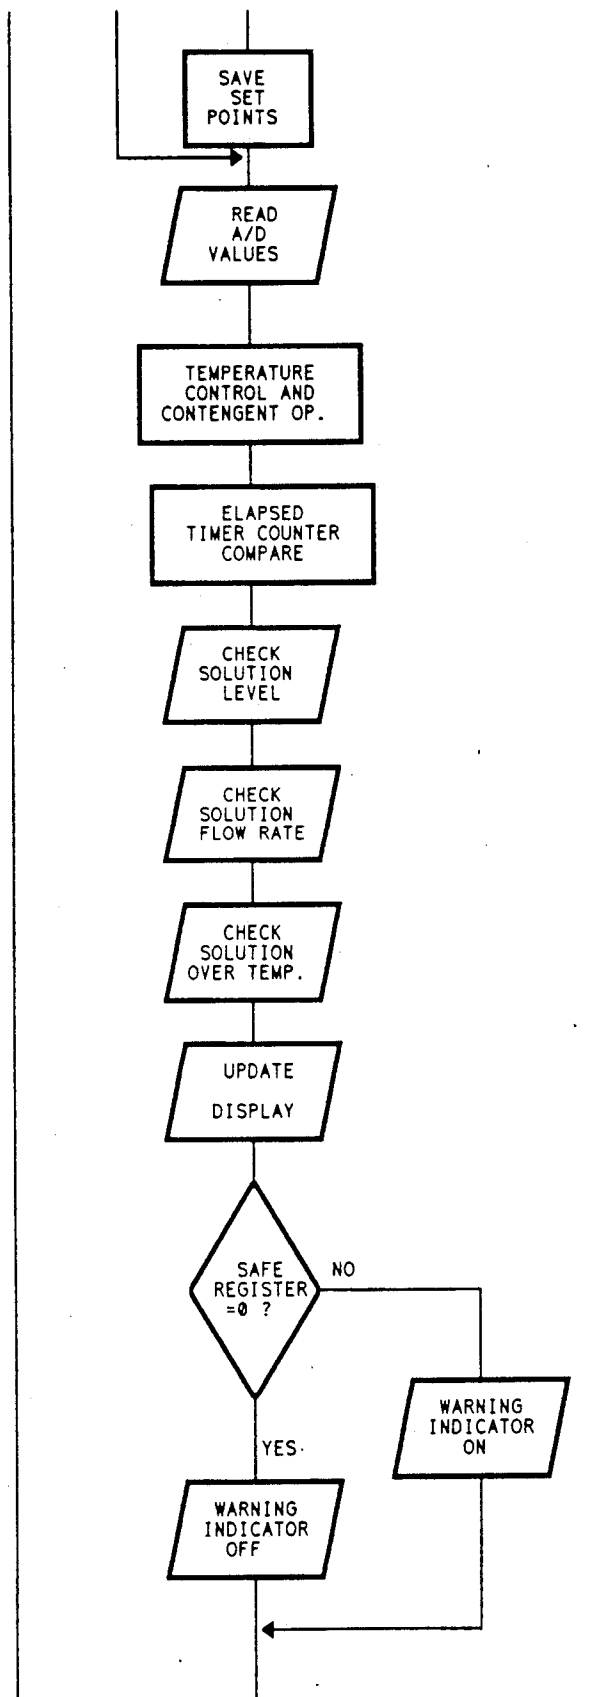 SAVE
SET
POINTS
READ
A/D
VALUES
TEMPERATURE
CONTROL AND
CONTENGENT OP.
ELAPSED
TIMER COUNTER
COMPARE
CHECK
SOLUTION
LEVEL
CHECK
SOLUTION
FLOW RATE
CHECK
SOLUTION
OVER TEMP.
UPDATE
DISPLAY
SAFE
REGISTER
=0 ?
NO
WARNING
INDICATOR
ON
YES
WARNING
INDICATOR
OFF